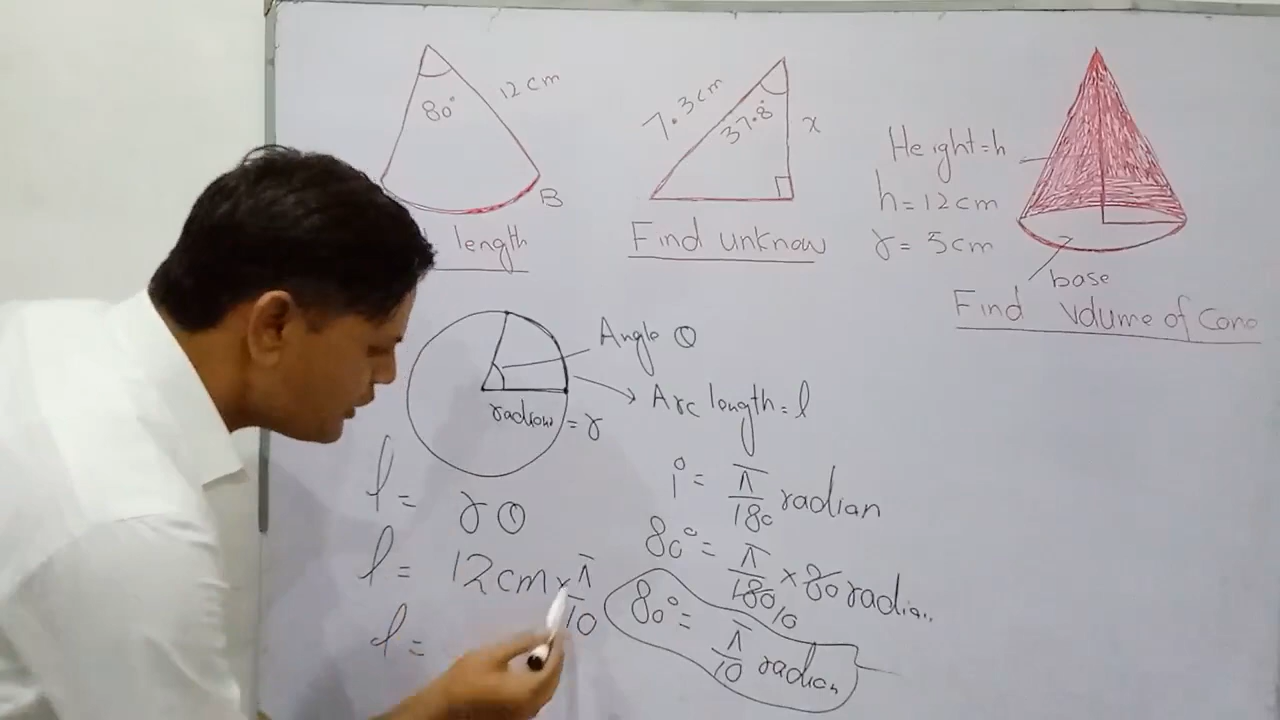 80°
12 cm
B
length
7.3 cm
37.8°
x
Find unknow
Height=h
h = 12 cm
r = 5 cm
base
Find Volume of Cone
Angle θ
Arc length = l
= r
l = r θ
l = 12 cm × π/10
l =
1° = π/180 radian
80° = π/180 × 80 radian
10
80° = π/10 radian